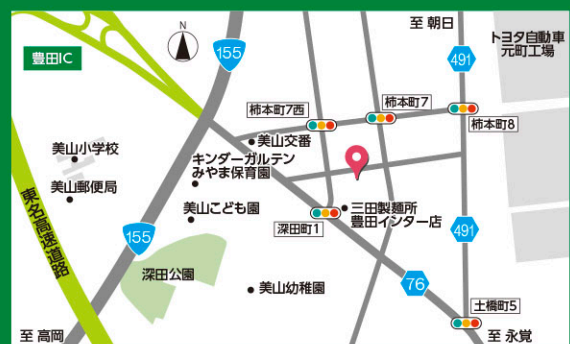 至 朝日
N
豊田IC
155
491
トヨタ自動車
元町工場
柿本町7西
柿本町7
柿本町8
美山交番
美山小学校
キンダーガルテン
みやま保育園
美山郵便局
美山こども園
三田製麺所
豊田インター店
深田町1
東名高速道路
155
491
深田公園
美山幼稚園
76
土橋町5
至 高岡
至 永覚